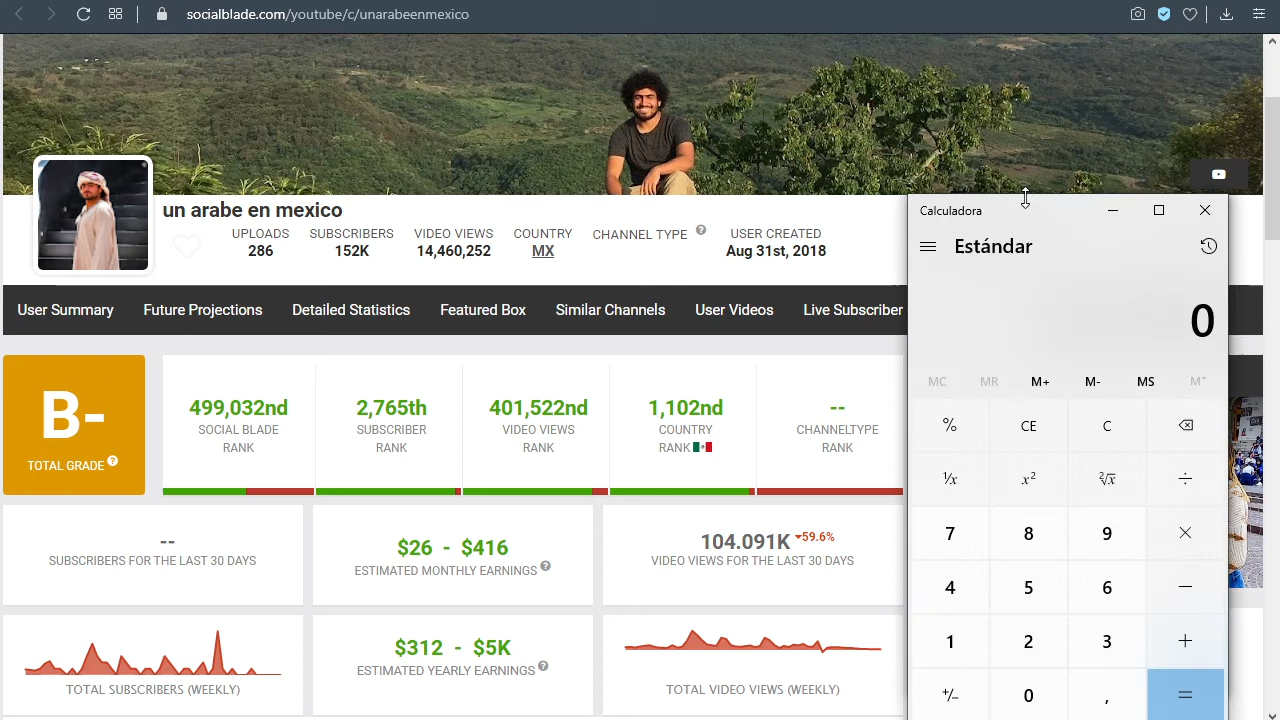 socialblade.com/youtube/c/unarabeenmexico
un arabe en mexico
UPLOADS
286
SUBSCRIBERS
152K
VIDEO VIEWS
14,460,252
COUNTRY
MX
CHANNEL TYPE ?
USER CREATED
Aug 31st, 2018
User Summary
Future Projections
Detailed Statistics
Featured Box
Similar Channels
User Videos
Live Subscriber
B-
TOTAL GRADE ?
499,032nd
SOCIAL BLADE
RANK
2,765th
SUBSCRIBER
RANK
401,522nd
VIDEO VIEWS
RANK
1,102nd
COUNTRY
RANK
--
CHANNELTYPE
RANK
--
SUBSCRIBERS FOR THE LAST 30 DAYS
$26 - $416
ESTIMATED MONTHLY EARNINGS ?
104.091K -59.6%
VIDEO VIEWS FOR THE LAST 30 DAYS
TOTAL SUBSCRIBERS (WEEKLY)
$312 - $5K
ESTIMATED YEARLY EARNINGS ?
TOTAL VIDEO VIEWS (WEEKLY)
Calculadora
Estándar
0
MC MR M+ M- MS M˅
% CE C
¹/x x² ²√x ÷
7 8 9 ×
4 5 6 −
1 2 3 +
+/− 0 , =